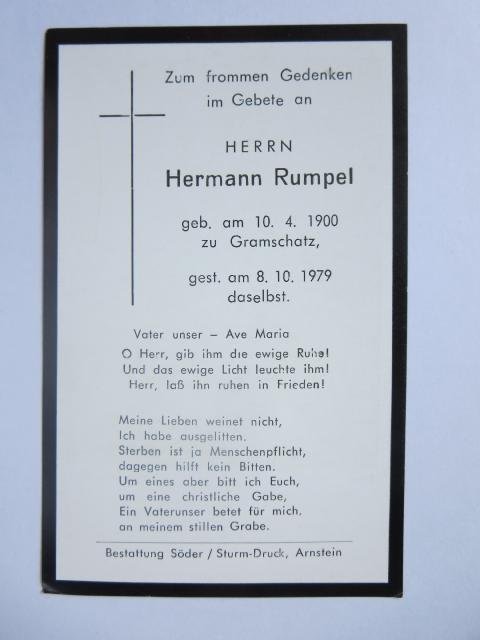 Zum frommen Gedenken
im Gebete an
HERRN
Hermann Rumpel
geb. am 10. 4. 1900
zu Gramschatz,
gest. am 8. 10. 1979
daselbst.
Vater unser – Ave Maria
O Herr, gib ihm die ewige Ruhe!
Und das ewige Licht leuchte ihm!
Herr, laß ihn ruhen in Frieden!
Meine Lieben weinet nicht,
Ich habe ausgelitten.
Sterben ist ja Menschenpflicht,
dagegen hilft kein Bitten.
Um eines aber bitt ich Euch,
um eine christliche Gabe,
Ein Vaterunser betet für mich,
an meinem stillen Grabe.
Bestattung Söder / Sturm-Druck, Arnstein